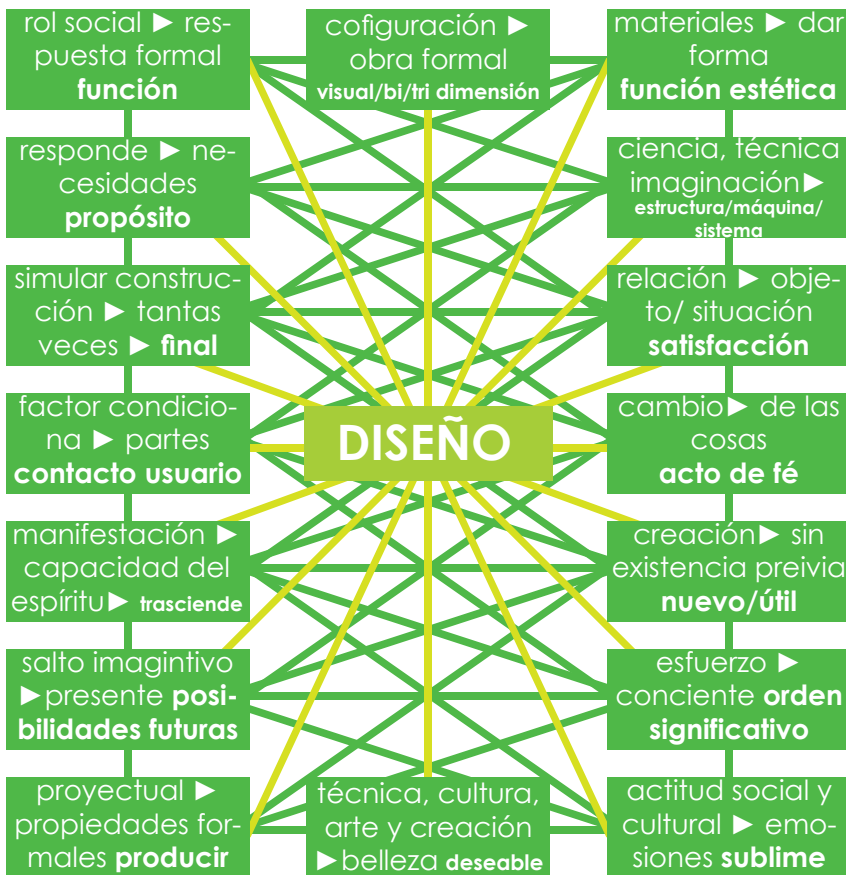 rol social ► res-
puesta formal
función
cofiguración ►
obra formal
visual/bi/tri dimensión
materiales ► dar
forma
función estética
responde ► ne-
cesidades
propósito
ciencia, técnica
imaginación►
estructura/máquina/
sistema
simular construc-
ción ► tantas
veces ► final
relación ► obje-
to/ situación
satisfacción
factor condicio-
na ► partes
contacto usuario
DISEÑO
cambio► de las
cosas
acto de fé
manifestación ►
capacidad del
espíritu► trasciende
creación► sin
existencia preivia
nuevo/útil
salto imagintivo
►presente posi-
bilidades futuras
esfuerzo ►
conciente orden
significativo
proyectual ►
propiedades for-
males producir
técnica, cultura,
arte y creación
►belleza deseable
actitud social y
cultural ► emo-
siones sublime